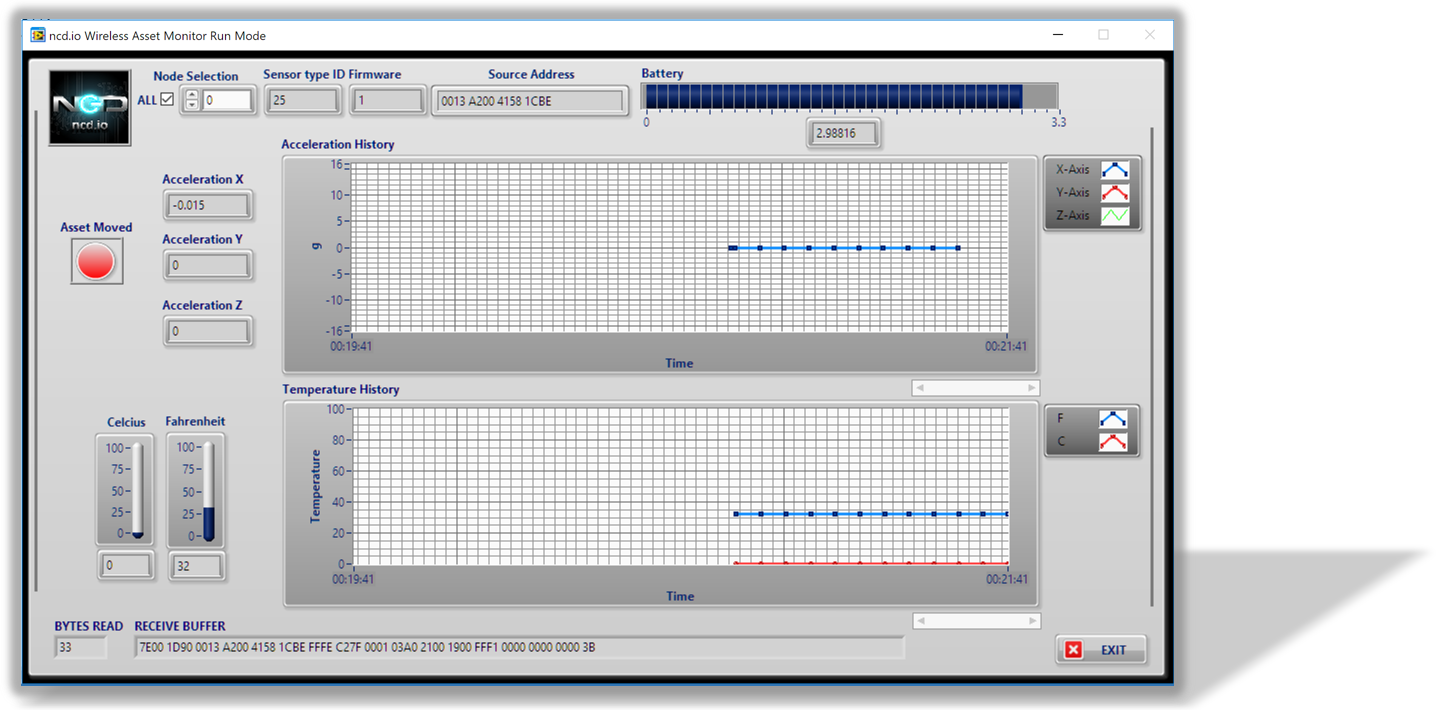 ncd.io Wireless Asset Monitor Run Mode
NCD
ncd.io
Node Selection
ALL
0
Sensor type ID
25
Firmware
1
Source Address
0013 A200 4158 1CBE
Battery
0
3.3
2.98816
Acceleration History
16
10
5
0
-5
-10
-16
g
00:19:41
00:21:41
Time
X-Axis
Y-Axis
Z-Axis
Acceleration X
-0.015
Asset Moved
Acceleration Y
0
Acceleration Z
0
Temperature History
100
80
60
40
20
0
Temperature
00:19:41
00:21:41
Time
F
C
Celcius
100
75
50
25
0
0
Fahrenheit
100
75
50
25
0
32
BYTES READ
33
RECEIVE BUFFER
7E00 1D90 0013 A200 4158 1CBE FFFE C27F 0001 03A0 2100 1900 FFF1 0000 0000 0000 3B
EXIT